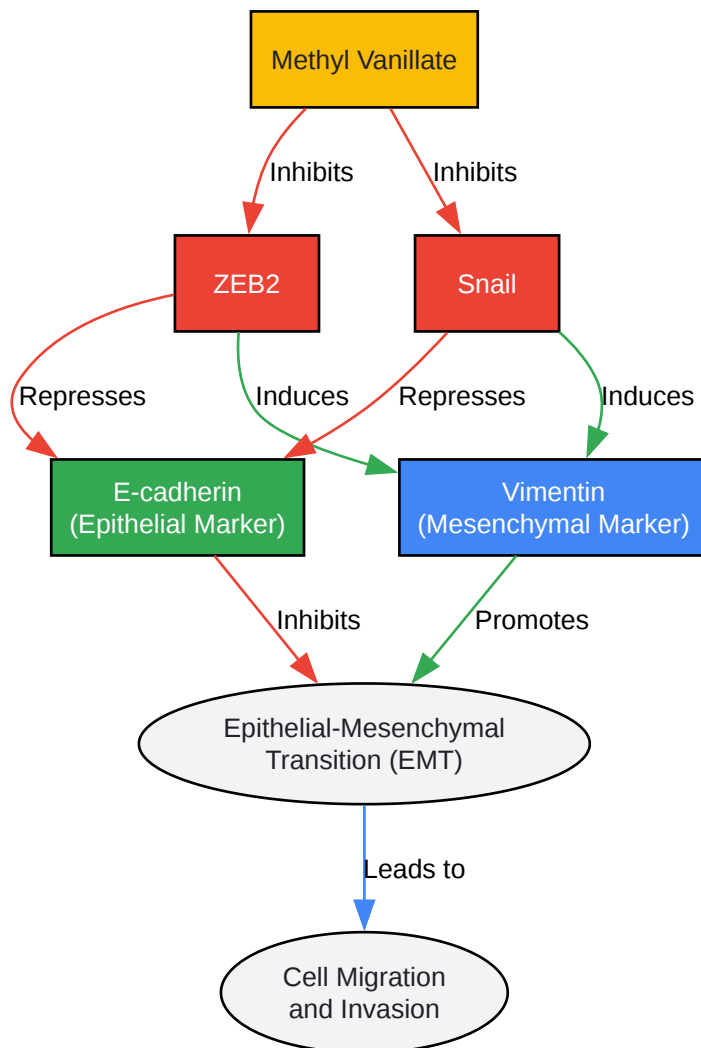 Methyl Vanillate
Inhibits
Inhibits
ZEB2
Snail
Represses
Induces
Represses
Induces
E-cadherin
(Epithelial Marker)
Vimentin
(Mesenchymal Marker)
Inhibits
Promotes
Epithelial-Mesenchymal
Transition (EMT)
Leads to
Cell Migration
and Invasion